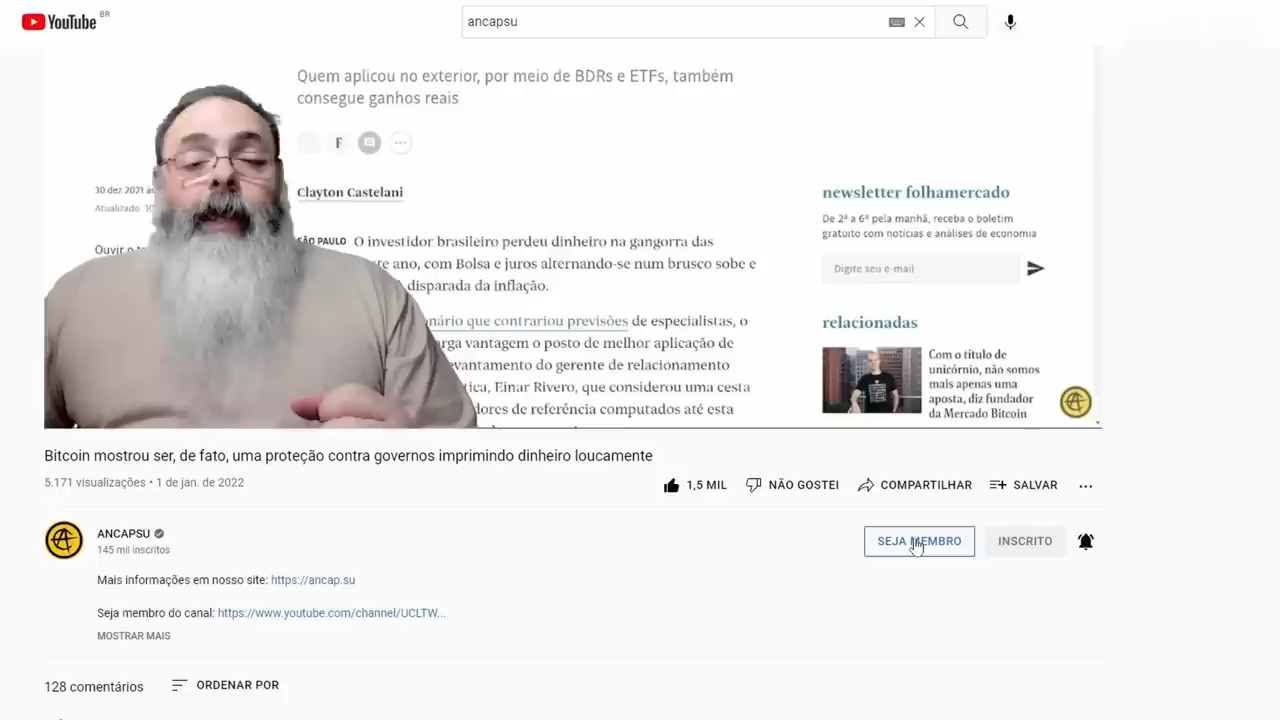 YouTube BR
ancapsu
Quem aplicou no exterior, por meio de BDRs e ETFs, também
consegue ganhos reais
F
30 dez 2021 às
Clayton Castelani
Atualizado
Ouvir o
SÃO PAULO O investidor brasileiro perdeu dinheiro na gangorra das
te ano, com Bolsa e juros alternando-se num brusco sobe e
disparada da inflação.
nário que contrariou previsões de especialistas, o
rga vantagem o posto de melhor aplicação de
evantamento do gerente de relacionamento
tica, Einar Rivero, que considerou uma cesta
dores de referência computados até esta
newsletter folhamercado
De 2ª a 6ª pela manhã, receba o boletim
gratuito com notícias e análises de economia
Digite seu e-mail
relacionadas
Com o título de
unicórnio, não somos
mais apenas uma
aposta, diz fundador
da Mercado Bitcoin
Bitcoin mostrou ser, de fato, uma proteção contra governos imprimindo dinheiro loucamente
5.171 visualizações • 1 de jan. de 2022
1,5 MIL NÃO GOSTEI COMPARTILHAR SALVAR
ANCAPSU
145 mil inscritos
SEJA MEMBRO INSCRITO
Mais informações em nosso site: https://ancap.su
Seja membro do canal: https://www.youtube.com/channel/UCLTW...
MOSTRAR MAIS
128 comentários ORDENAR POR